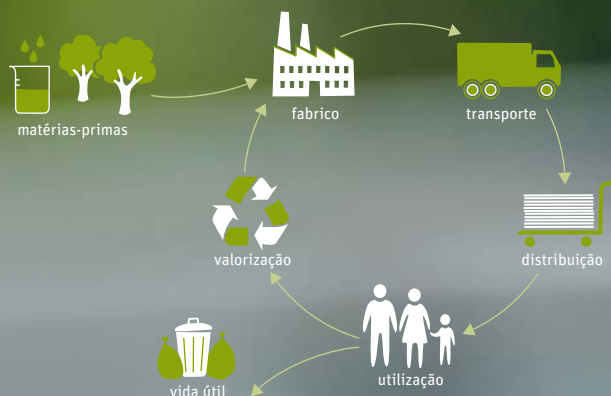 matérias-primas
fabrico
transporte
valorização
distribuição
utilização
vida útil